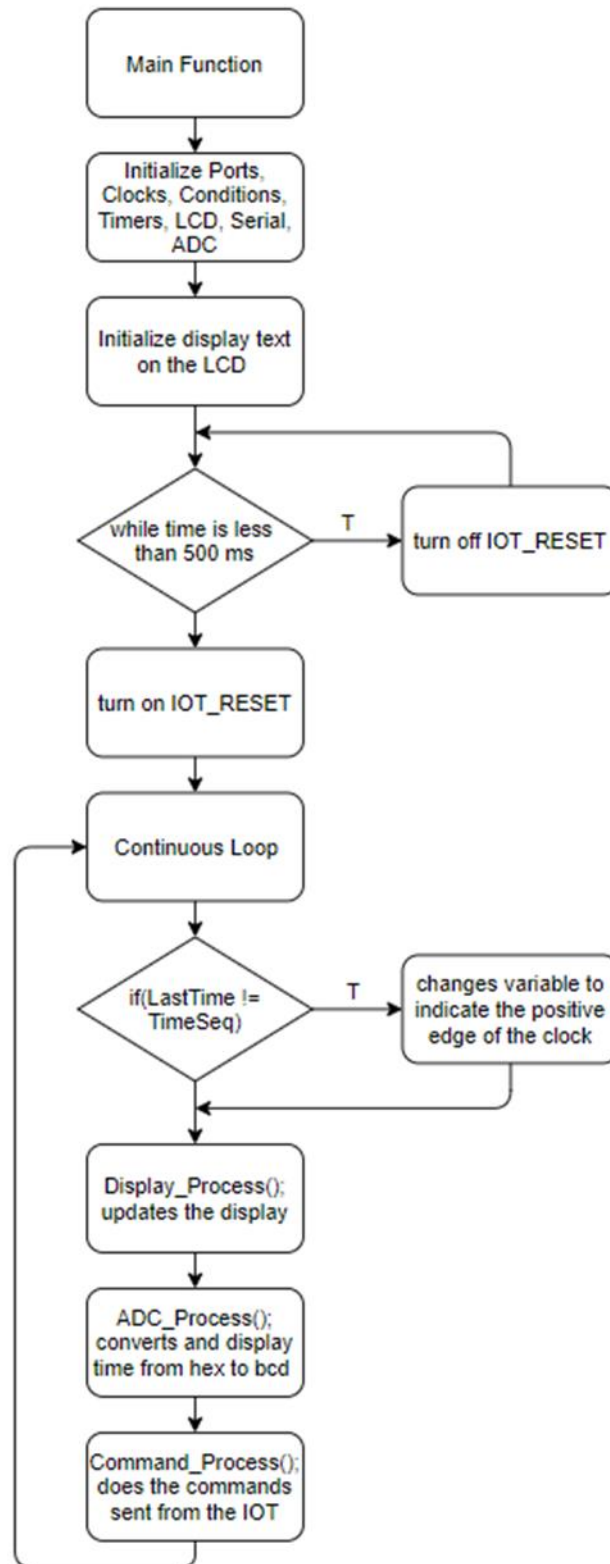 Main Function
Initialize Ports,
Clocks, Conditions,
Timers, LCD, Serial,
ADC
Initialize display text
on the LCD
while time is less
than 500 ms
T
turn off IOT_RESET
turn on IOT_RESET
Continuous Loop
if(LastTime !=
TimeSeq)
T
changes variable to
indicate the positive
edge of the clock
Display_Process();
updates the display
ADC_Process();
converts and display
time from hex to bcd
Command_Process();
does the commands
sent from the IOT